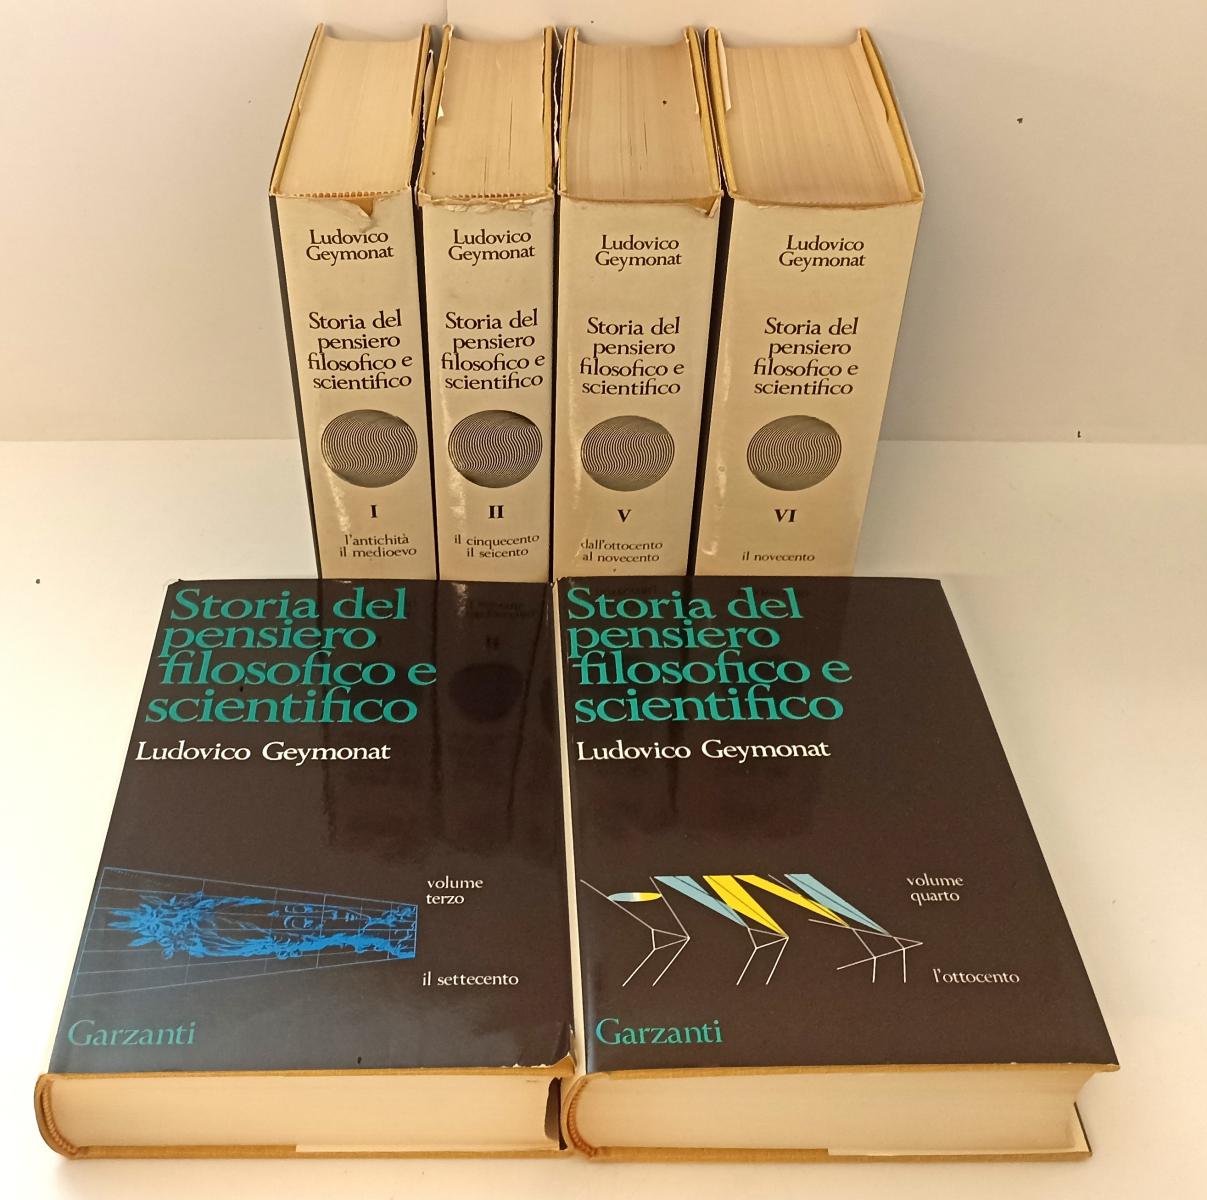 Ludovico
Geymonat
Storia del
pensiero
filosofico e
scientifico
I
l'antichità
il medioevo
Ludovico
Geymonat
Storia del
pensiero
filosofico e
scientifico
II
il cinquecento
il seicento
Ludovico
Geymonat
Storia del
pensiero
filosofico e
scientifico
V
dall'ottocento
al novecento
Ludovico
Geymonat
Storia del
pensiero
filosofico e
scientifico
VI
il novecento
Storia del
pensiero
filosofico e
scientifico
Ludovico Geymonat
volume
terzo
il settecento
Garzanti
Storia del
pensiero
filosofico e
scientifico
Ludovico Geymonat
volume
quarto
l'ottocento
Garzanti